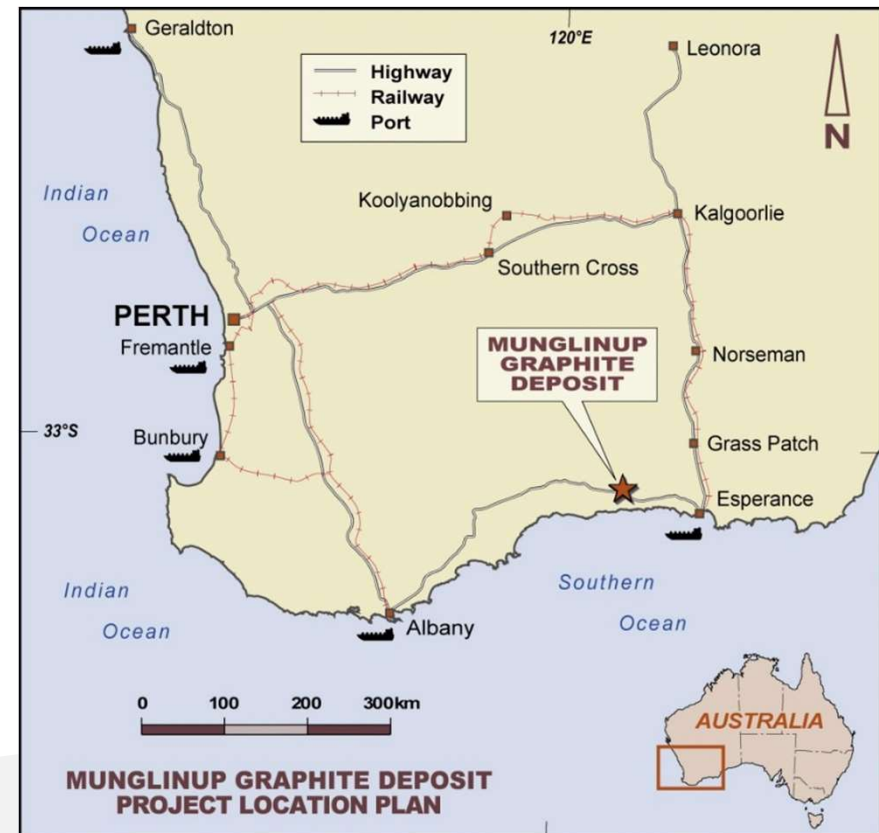 Geraldton
120°E
Leonora
Highway
Railway
Port
N
Indian
Ocean
Koolyanobbing
Kalgoorlie
Southern Cross
PERTH
Fremantle
MUNGLINUP
GRAPHITE
DEPOSIT
Norseman
33°S
Bunbury
Grass Patch
Esperance
Indian
Ocean
Southern
Ocean
Albany
0 100 200 300km
AUSTRALIA
MUNGLINUP GRAPHITE DEPOSIT
PROJECT LOCATION PLAN